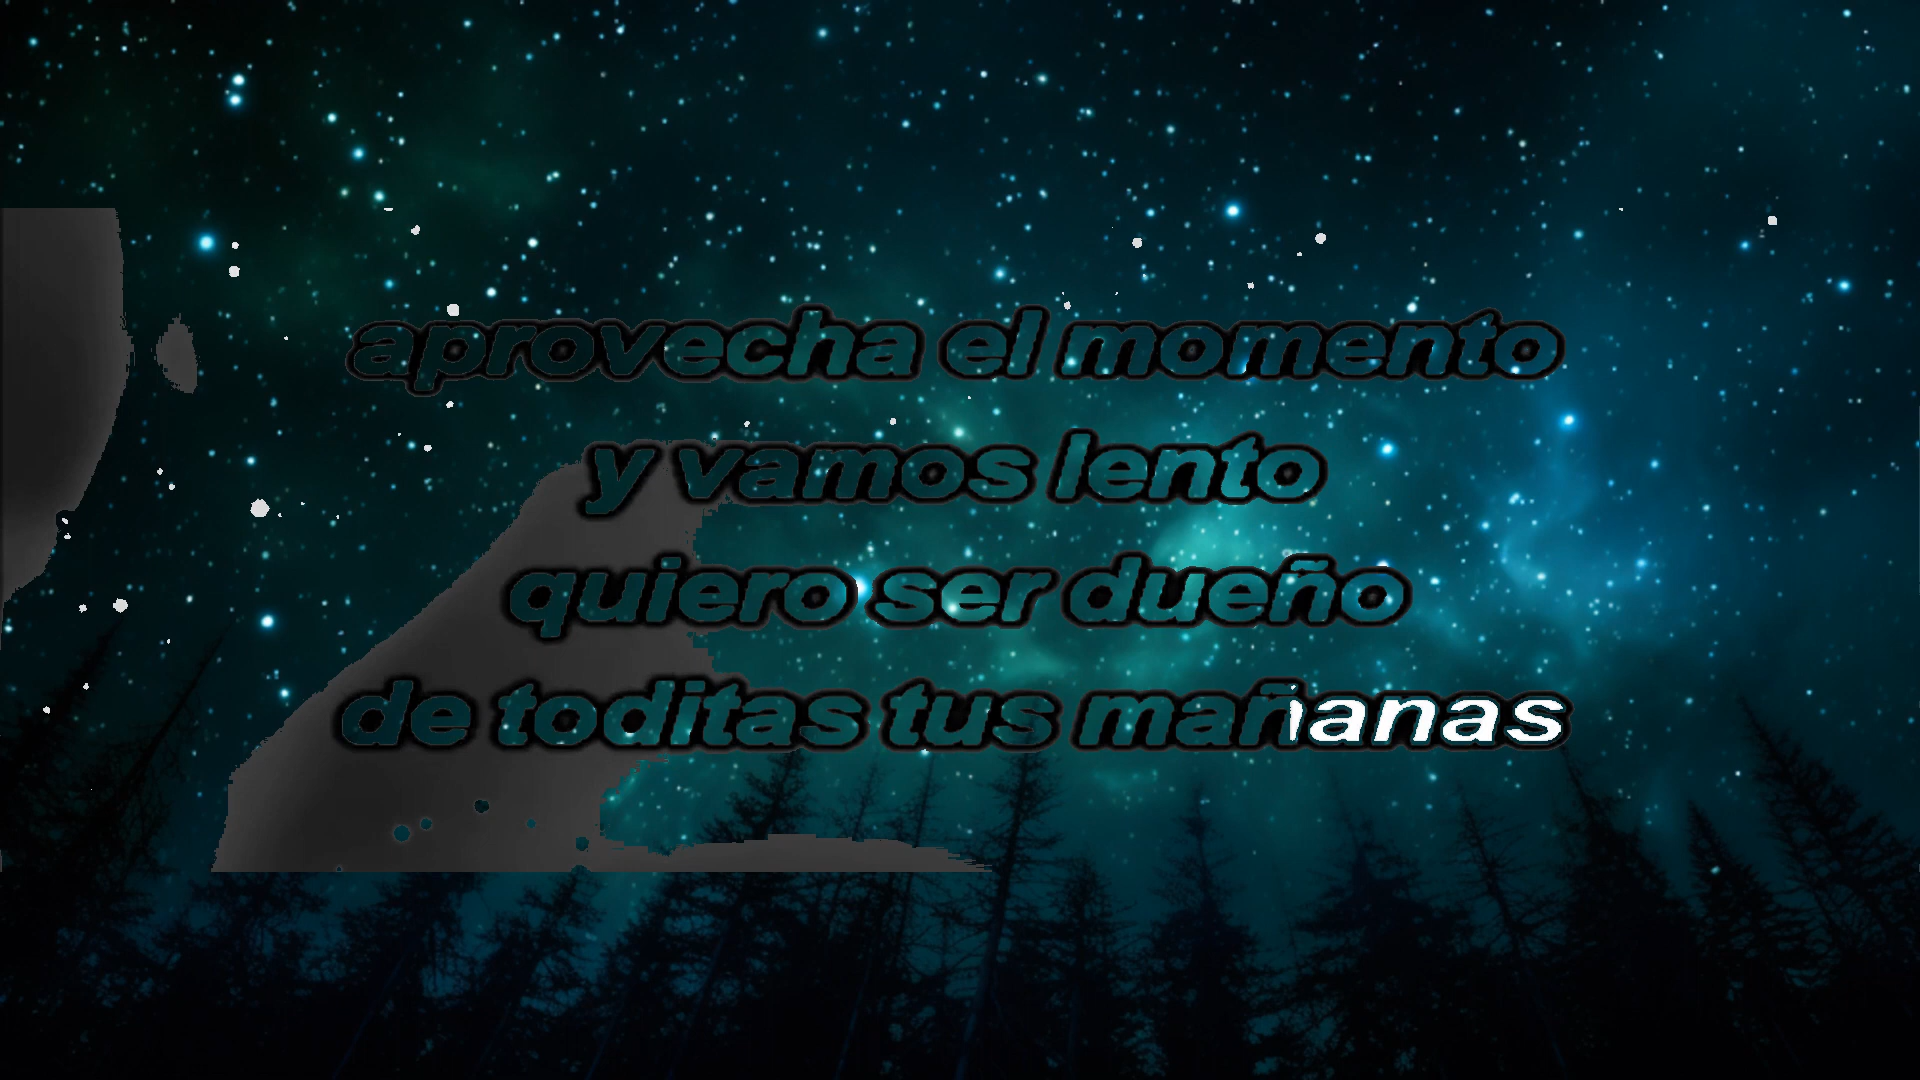 aprovecha el momento
y vamos lento
quiero ser dueño
de toditas tus mañanas